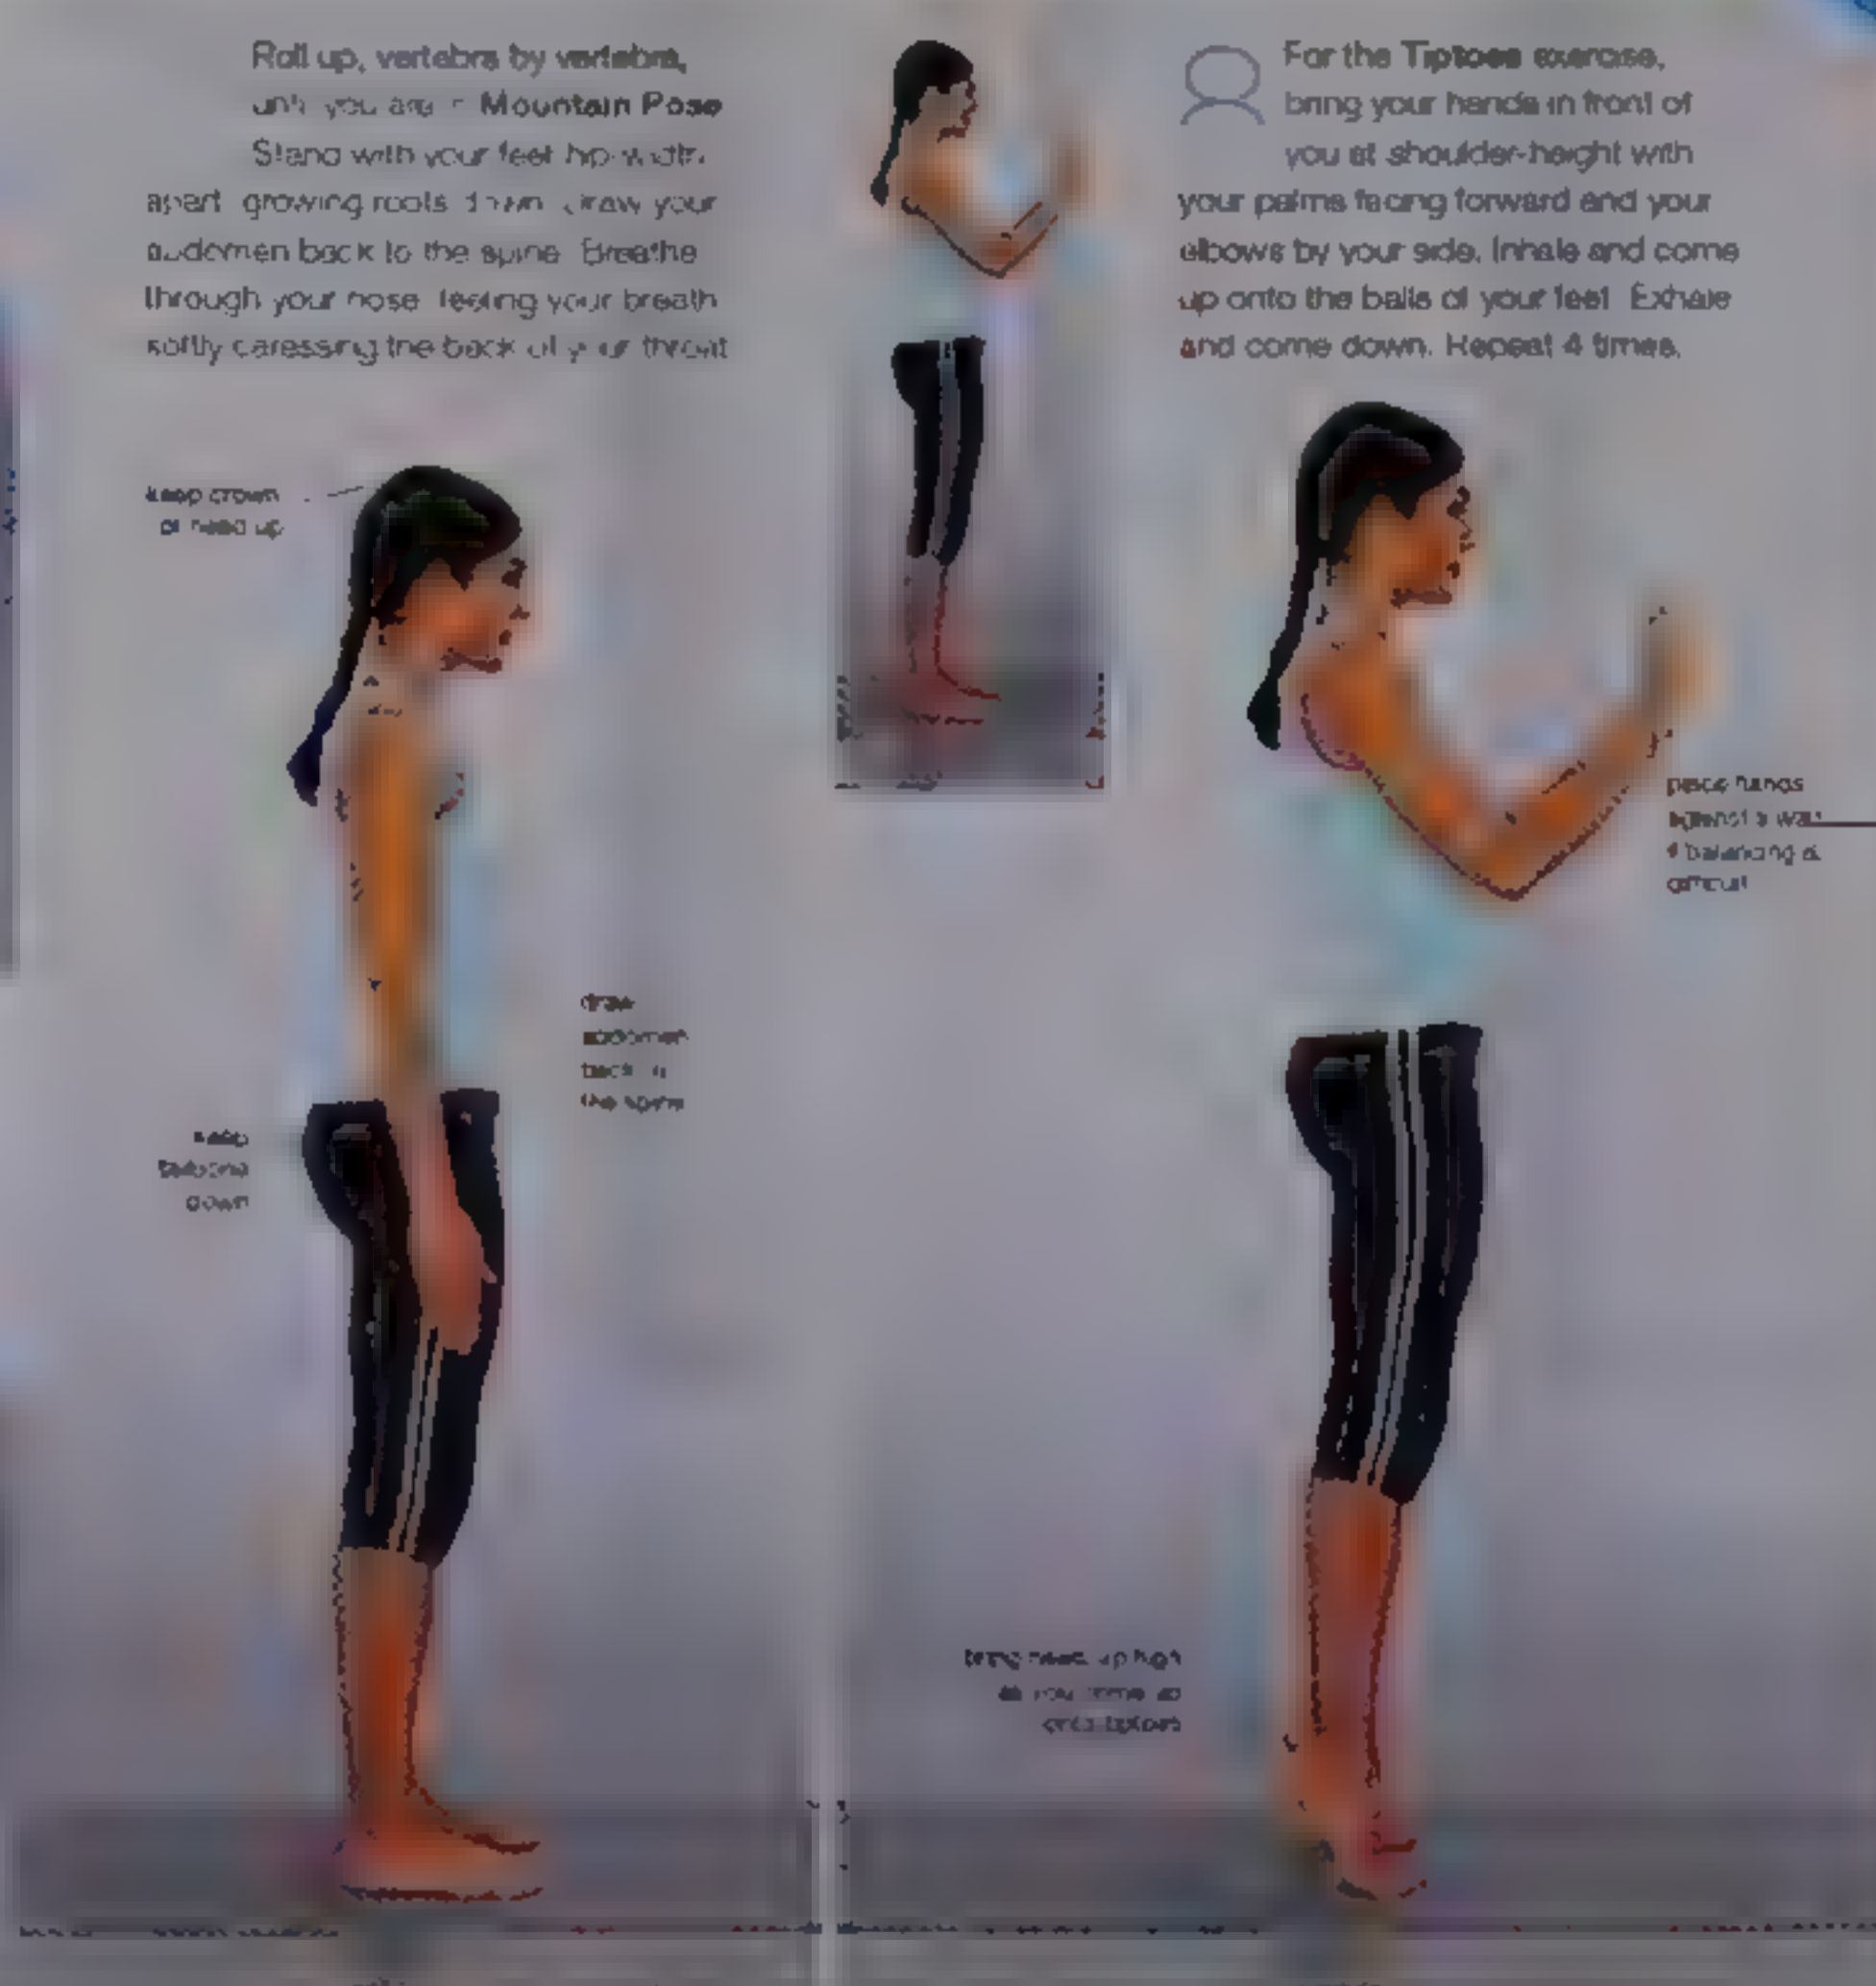 Roll up, vertebra by vertebra,
until you are in Mountain Pose
Stand with your feet hip-width
apart growing roots down. Draw your
abdomen back to the spine Breathe
through your nose feeling your breath
softly caressing the back of your throat
keep crown
of head up
draw
abdomen
back to
the spine
keep
tailbone
down
For the Tiptoes exercise,
bring your hands in front of
you at shoulder-height with
your palms facing forward and your
elbows by your side. Inhale and come
up onto the balls of your feet Exhale
and come down. Repeat 4 times.
place hands
against a wall
if balancing is
difficult
bring heels up high
as you come up
onto tiptoes